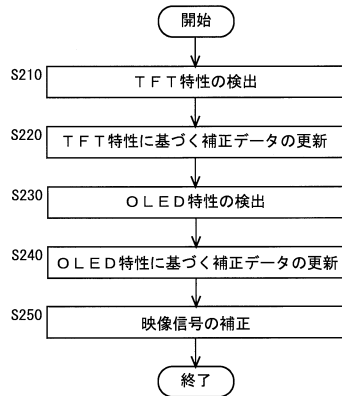 開始
S210
ＴＦＴ特性の検出
S220
ＴＦＴ特性に基づく補正データの更新
S230
ＯＬＥＤ特性の検出
S240
ＯＬＥＤ特性に基づく補正データの更新
S250
映像信号の補正
終了